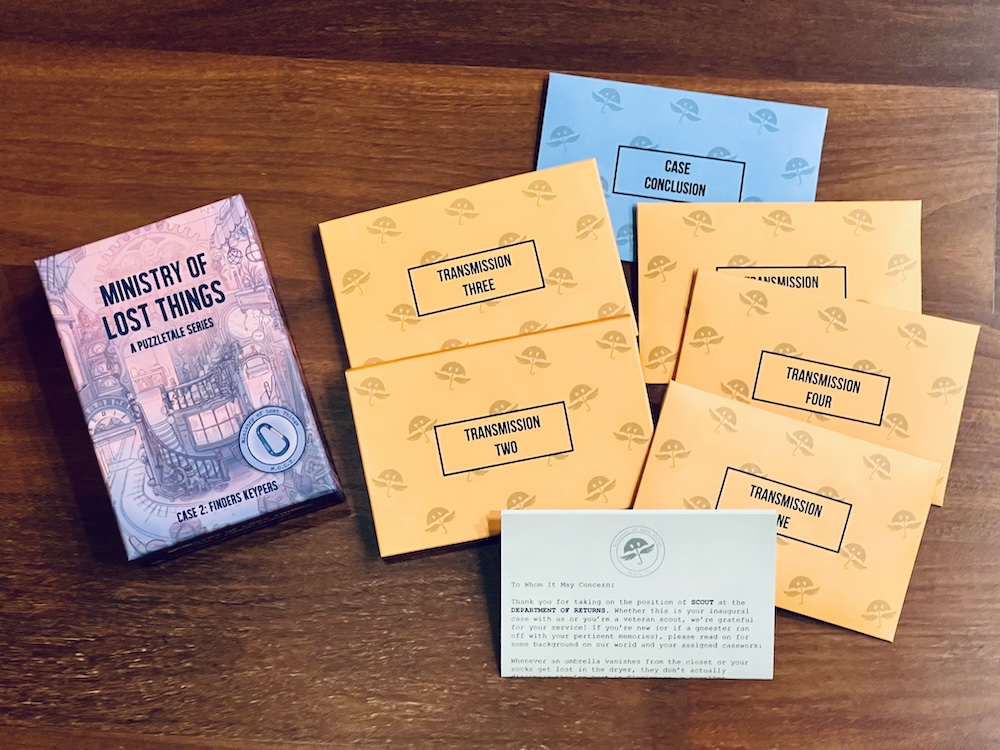 MINISTRY OF
LOST THINGS
A PUZZLETALE SERIES
Ministry of Lost Things
M.O.L.T
CASE 2: FINDERS KEYPERS
CASE
CONCLUSION
TRANSMISSION
THREE
TRANSMISSION
TRANSMISSION
TWO
TRANSMISSION
FOUR
TRANSMISSION
To Whom It May Concern:
Thank you for taking on the position of SCOUT at the
DEPARTMENT OF RETURNS. Whether this is your inaugural
case with us or you're a veteran scout, we're grateful
for your service! If you're new (or if a gneester ran
off with your pertinent memories), please read on for
some background on our world and your assigned casework:
Whenever an umbrella vanishes from the closet or your
socks get lost in the dryer, they don't actually